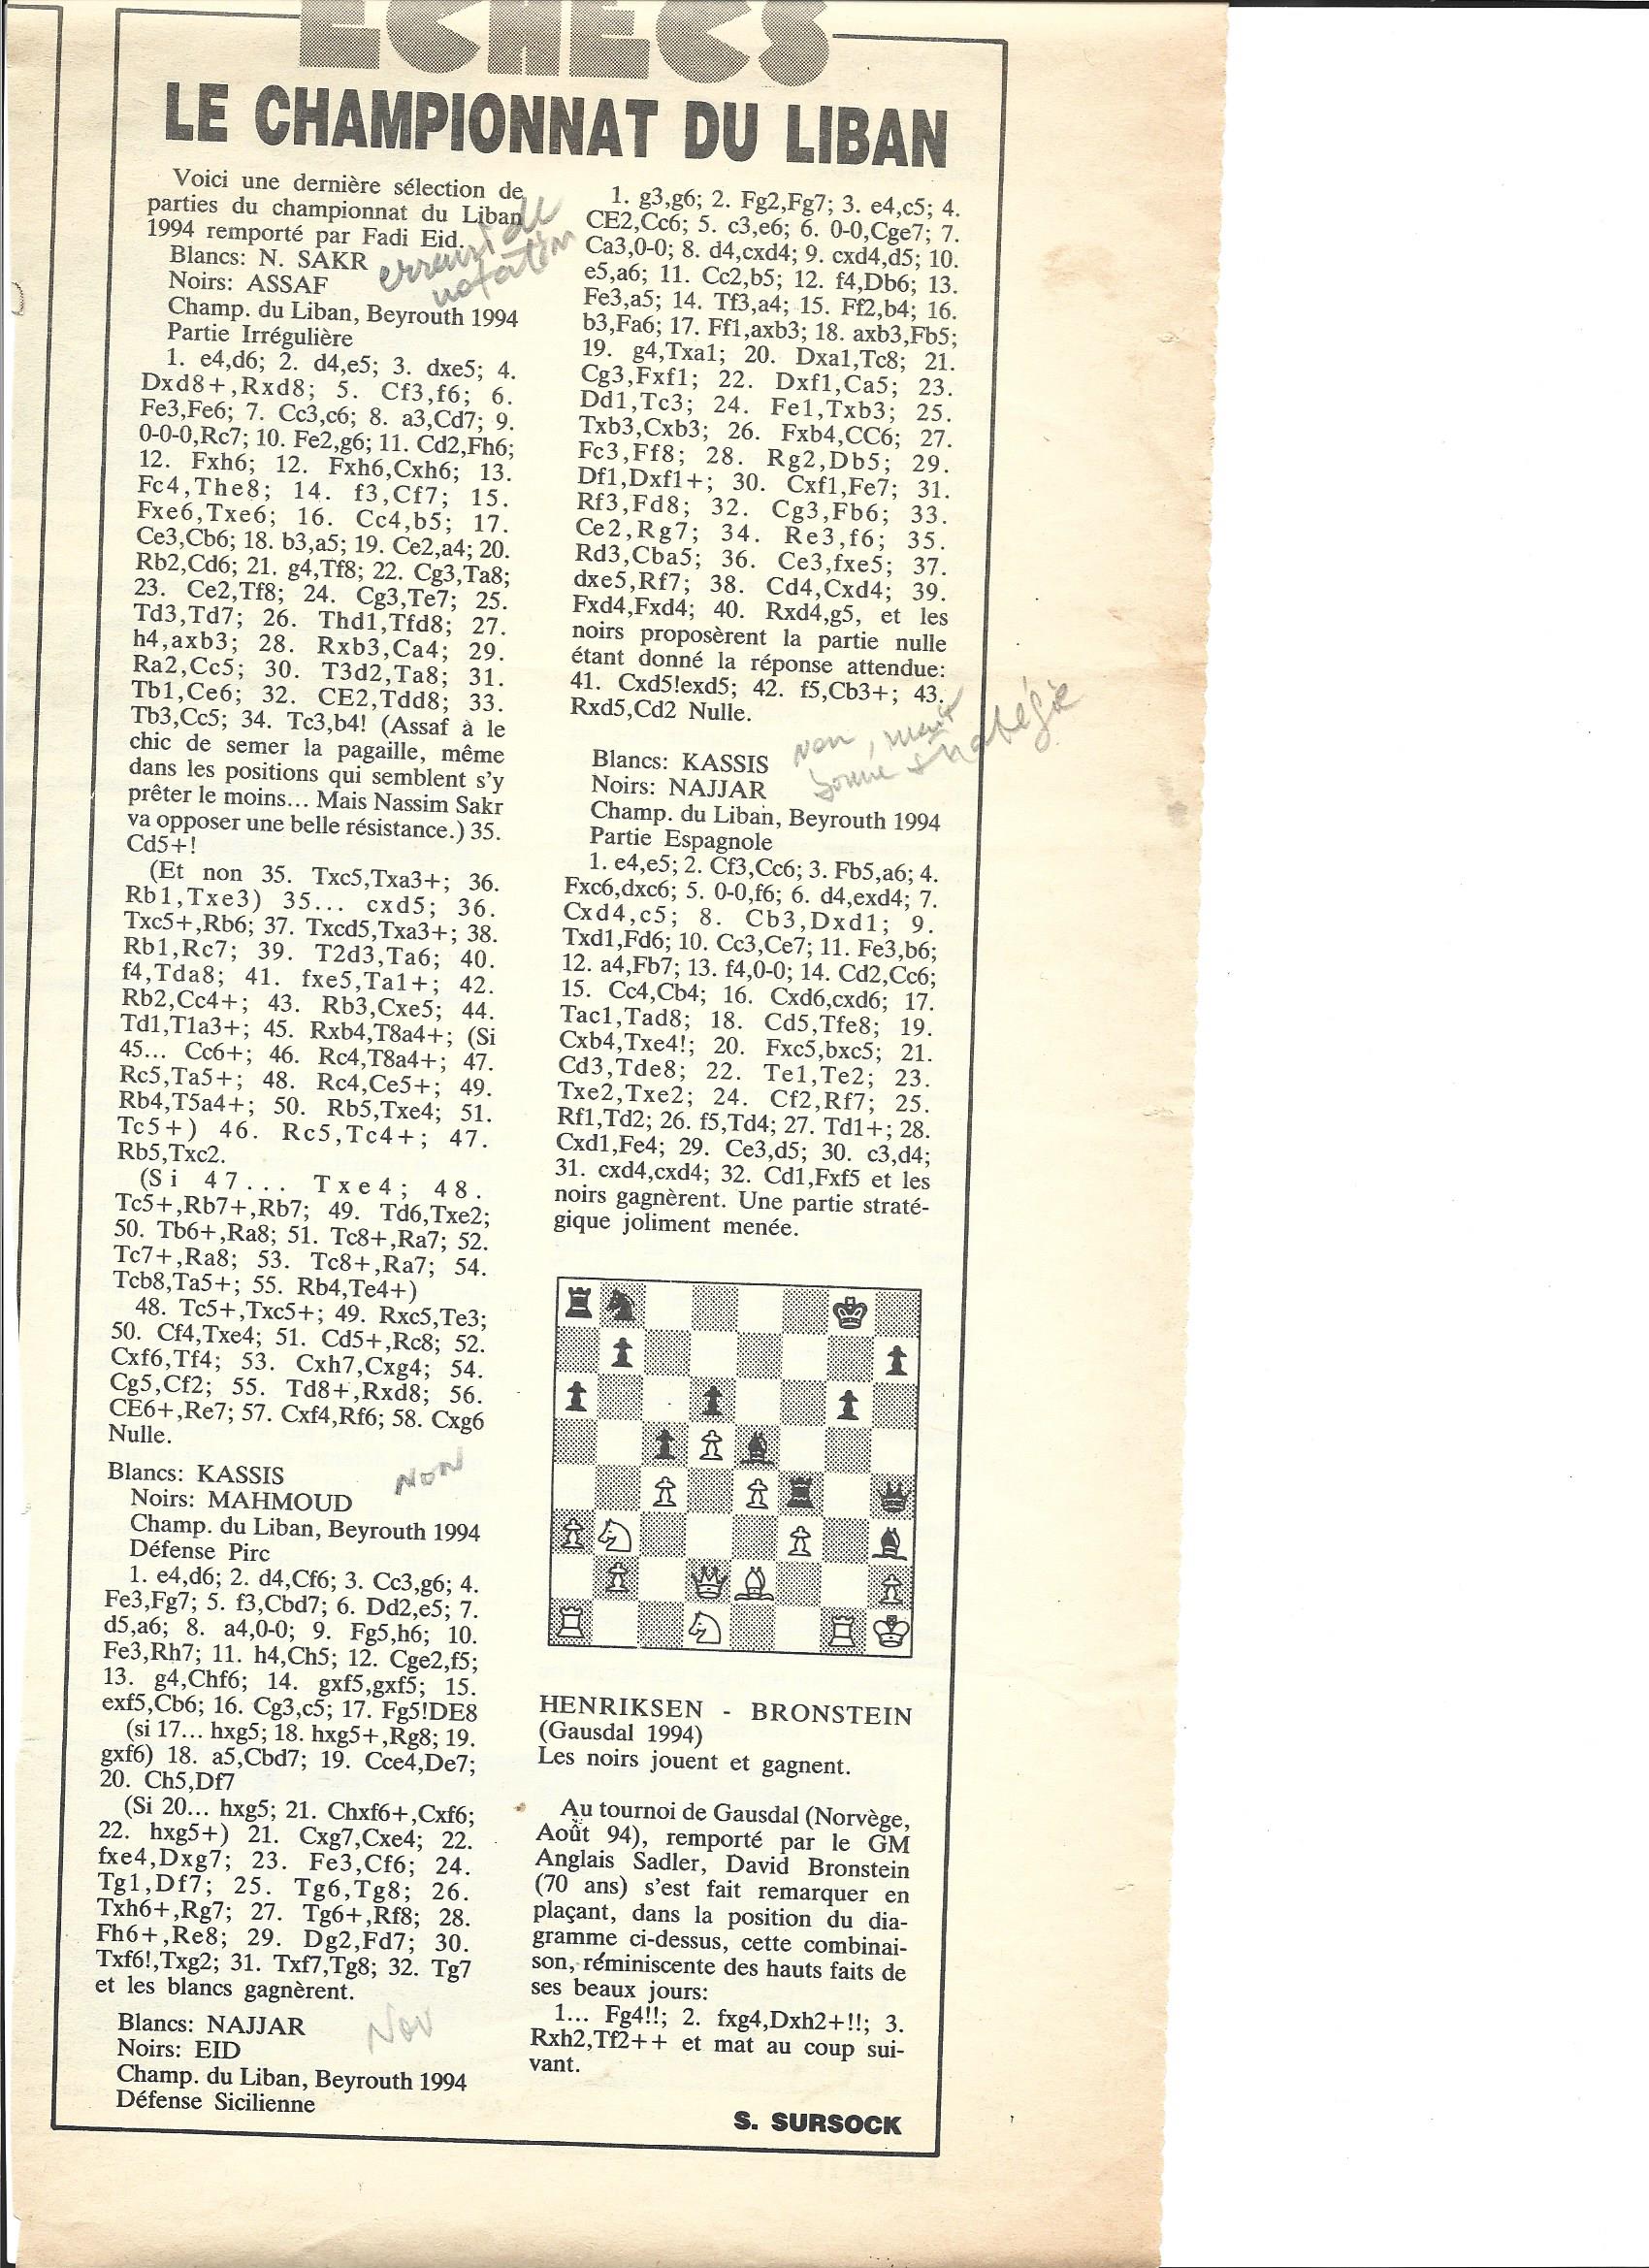 ECHECS
LE CHAMPIONNAT DU LIBAN
Voici une dernière sélection de
parties du championnat du Liban
1994 remporté par Fadi Eid.
erreur de
notation
Blancs: N. SAKR
Noirs: ASSAF
Champ. du Liban, Beyrouth 1994
Partie Irrégulière
1. e4,d6; 2. d4,e5; 3. dxe5; 4.
Dxd8+,Rxd8; 5. Cf3,f6; 6.
Fe3,Fe6; 7. Cc3,c6; 8. a3,Cd7; 9.
0-0-0,Rc7; 10. Fe2,g6; 11. Cd2,Fh6;
12. Fxh6; 12. Fxh6,Cxh6; 13.
Fc4,The8; 14. f3,Cf7; 15.
Fxe6,Txe6; 16. Cc4,b5; 17.
Ce3,Cb6; 18. b3,a5; 19. Ce2,a4; 20.
Rb2,Cd6; 21. g4,Tf8; 22. Cg3,Ta8;
23. Ce2,Tf8; 24. Cg3,Te7; 25.
Td3,Td7; 26. Thd1,Tfd8; 27.
h4,axb3; 28. Rxb3,Ca4; 29.
Ra2,Cc5; 30. T3d2,Ta8; 31.
Tb1,Ce6; 32. CE2,Tdd8; 33.
Tb3,Cc5; 34. Tc3,b4! (Assaf à le
chic de semer la pagaille, même
dans les positions qui semblent s'y
prêter le moins... Mais Nassim Sakr
va opposer une belle résistance.) 35.
Cd5+!
(Et non 35. Txc5,Txa3+; 36.
Rb1,Txe3) 35... cxd5; 36.
Txc5+,Rb6; 37. Txcd5,Txa3+; 38.
Rb1,Rc7; 39. T2d3,Ta6; 40.
f4,Tda8; 41. fxe5,Ta1+; 42.
Rb2,Cc4+; 43. Rb3,Cxe5; 44.
Td1,T1a3+; 45. Rxb4,T8a4+; (Si
45... Cc6+; 46. Rc4,T8a4+; 47.
Rc5,Ta5+; 48. Rc4,Ce5+; 49.
Rb4,T5a4+; 50. Rb5,Txe4; 51.
Tc5+) 46. Rc5,Tc4+; 47.
Rb5,Txc2.
(Si 47... Txe4; 48.
Tc5+,Rb7+,Rb7; 49. Td6,Txe2;
50. Tb6+,Ra8; 51. Tc8+,Ra7; 52.
Tc7+,Ra8; 53. Tc8+,Ra7; 54.
Tcb8,Ta5+; 55. Rb4,Te4+)
48. Tc5+,Txc5+; 49. Rxc5,Te3;
50. Cf4,Txe4; 51. Cd5+,Rc8; 52.
Cxf6,Tf4; 53. Cxh7,Cxg4; 54.
Cg5,Cf2; 55. Td8+,Rxd8; 56.
CE6+,Re7; 57. Cxf4,Rf6; 58. Cxg6
Nulle.
Blancs: KASSIS
NON
Noirs: MAHMOUD
Champ. du Liban, Beyrouth 1994
Défense Pirc
1. e4,d6; 2. d4,Cf6; 3. Cc3,g6; 4.
Fe3,Fg7; 5. f3,Cbd7; 6. Dd2,e5; 7.
d5,a6; 8. a4,0-0; 9. Fg5,h6; 10.
Fe3,Rh7; 11. h4,Ch5; 12. Cge2,f5;
13. g4,Chf6; 14. gxf5,gxf5; 15.
exf5,Cb6; 16. Cg3,c5; 17. Fg5!DE8
(si 17... hxg5; 18. hxg5+,Rg8; 19.
gxf6) 18. a5,Cbd7; 19. Cce4,De7;
20. Ch5,Df7
(Si 20... hxg5; 21. Chxf6+,Cxf6;
22. hxg5+) 21. Cxg7,Cxe4; 22.
fxe4,Dxg7; 23. Fe3,Cf6; 24.
Tg1,Df7; 25. Tg6,Tg8; 26.
Txh6+,Rg7; 27. Tg6+,Rf8; 28.
Fh6+,Re8; 29. Dg2,Fd7; 30.
Txf6!,Txg2; 31. Txf7,Tg8; 32. Tg7
et les blancs gagnèrent.
Blancs: NAJJAR
Non
Noirs: EID
Champ. du Liban, Beyrouth 1994
Défense Sicilienne
1. g3,g6; 2. Fg2,Fg7; 3. e4,c5; 4.
CE2,Cc6; 5. c3,e6; 6. 0-0,Cge7; 7.
Ca3,0-0; 8. d4,cxd4; 9. cxd4,d5; 10.
e5,a6; 11. Cc2,b5; 12. f4,Db6; 13.
Fe3,a5; 14. Tf3,a4; 15. Ff2,b4; 16.
b3,Fa6; 17. Ff1,axb3; 18. axb3,Fb5;
19. g4,Txa1; 20. Dxa1,Tc8; 21.
Cg3,Fxf1; 22. Dxf1,Ca5; 23.
Dd1,Tc3; 24. Fe1,Txb3; 25.
Txb3,Cxb3; 26. Fxb4,CC6; 27.
Fc3,Ff8; 28. Rg2,Db5; 29.
Df1,Dxf1+; 30. Cxf1,Fe7; 31.
Rf3,Fd8; 32. Cg3,Fb6; 33.
Ce2,Rg7; 34. Re3,f6; 35.
Rd3,Cba5; 36. Ce3,fxe5; 37.
dxe5,Rf7; 38. Cd4,Cxd4; 39.
Fxd4,Fxd4; 40. Rxd4,g5, et les
noirs proposèrent la partie nulle
étant donné la réponse attendue:
41. Cxd5!exd5; 42. f5,Cb3+; 43.
Rxd5,Cd2 Nulle.
non, mais
bonne stratégie
Blancs: KASSIS
Noirs: NAJJAR
Champ. du Liban, Beyrouth 1994
Partie Espagnole
1. e4,e5; 2. Cf3,Cc6; 3. Fb5,a6; 4.
Fxc6,dxc6; 5. 0-0,f6; 6. d4,exd4; 7.
Cxd4,c5; 8. Cb3,Dxd1; 9.
Txd1,Fd6; 10. Cc3,Ce7; 11. Fe3,b6;
12. a4,Fb7; 13. f4,0-0; 14. Cd2,Cc6;
15. Cc4,Cb4; 16. Cxd6,cxd6; 17.
Tac1,Tad8; 18. Cd5,Tfe8; 19.
Cxb4,Txe4!; 20. Fxc5,bxc5; 21.
Cd3,Tde8; 22. Te1,Te2; 23.
Txe2,Txe2; 24. Cf2,Rf7; 25.
Rf1,Td2; 26. f5,Td4; 27. Td1+; 28.
Cxd1,Fe4; 29. Ce3,d5; 30. c3,d4;
31. cxd4,cxd4; 32. Cd1,Fxf5 et les
noirs gagnèrent. Une partie straté-
gique joliment menée.
HENRIKSEN - BRONSTEIN
(Gausdal 1994)
Les noirs jouent et gagnent.
Au tournoi de Gausdal (Norvège,
Août 94), remporté par le GM
Anglais Sadler, David Bronstein
(70 ans) s'est fait remarquer en
plaçant, dans la position du dia-
gramme ci-dessus, cette combinai-
son, réminiscente des hauts faits de
ses beaux jours:
1... Fg4!!; 2. fxg4,Dxh2+!!; 3.
Rxh2,Tf2++ et mat au coup sui-
vant.
S. SURSOCK